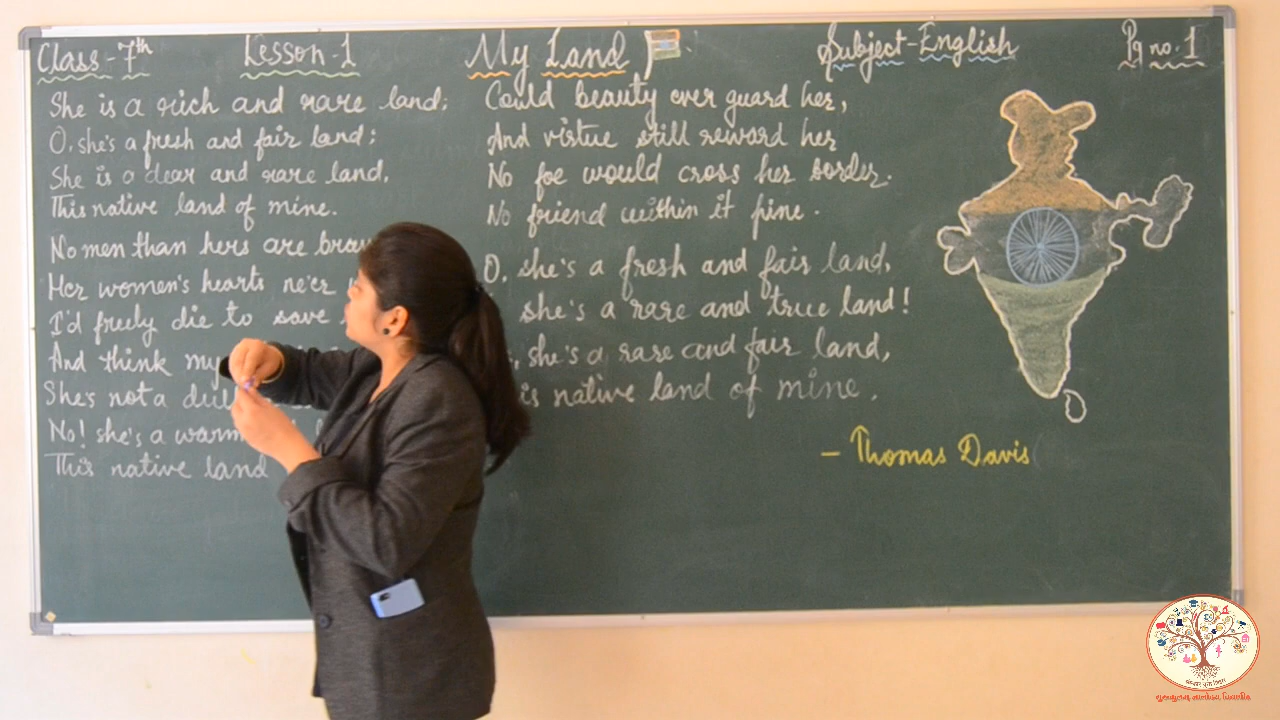 Class-7th Lesson-1 My Land Subject-English Pg no. 1
She is a rich and rare land;
O, she's a fresh and fair land;
She is a dear and rare land,
This native land of mine.
No men than hers are
Her women's hearts ne'er
I'd freely die to save
And think my
She's not a
No! she's a warm
This native land
Could beauty ever guard her,
And virtue still reward her
No foe would cross her border.
No friend within it pine.
O, she's a fresh and fair land,
she's a rare and true land!
she's a rare and fair land,
native land of mine.
– Thomas Davis